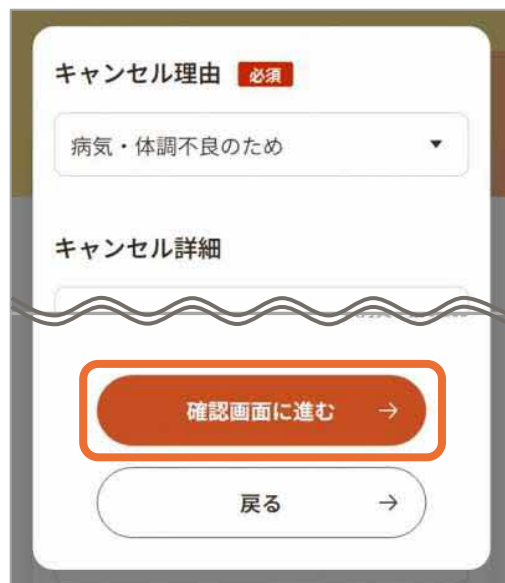 キャンセル理由 必須
病気・体調不良のため
キャンセル詳細
確認画面に進む →
戻る →